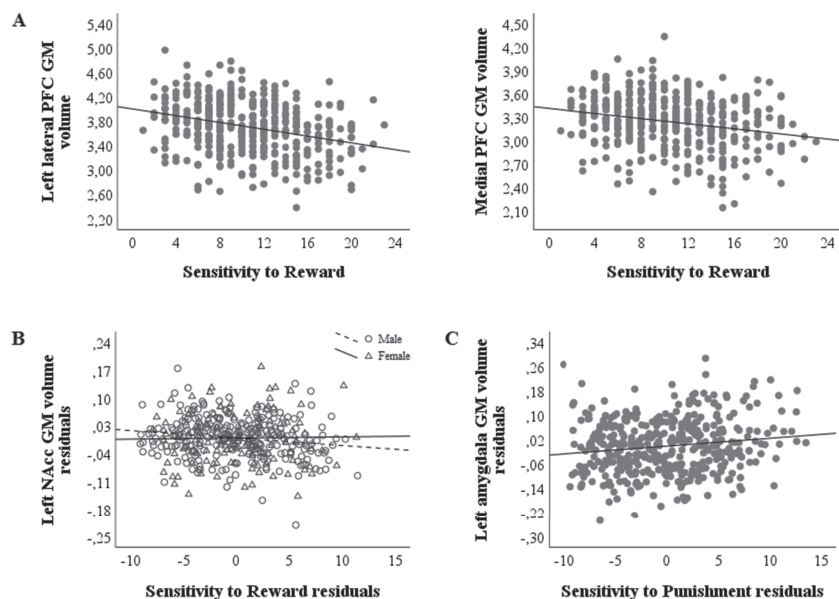 A
Left lateral PFC GM
volume
5,40
5,00
4,60
4,20
3,80
3,40
3,00
2,60
2,20
0 4 8 12 16 20 24
Sensitivity to Reward
Medial PFC GM volume
4,50
4,20
3,90
3,60
3,30
3,00
2,70
2,40
2,10
0 4 8 12 16 20 24
Sensitivity to Reward
B
Left NAcc GM volume
residuals
,24
,17
,10
,03
-,04
-,11
-,18
-,25
-10 -5 0 5 10 15
Sensitivity to Reward residuals
Male
Female
C
Left amygdala GM volume
residuals
,34
,26
,18
,10
,02
-,06
-,14
-,22
-,30
-10 -5 0 5 10 15
Sensitivity to Punishment residuals